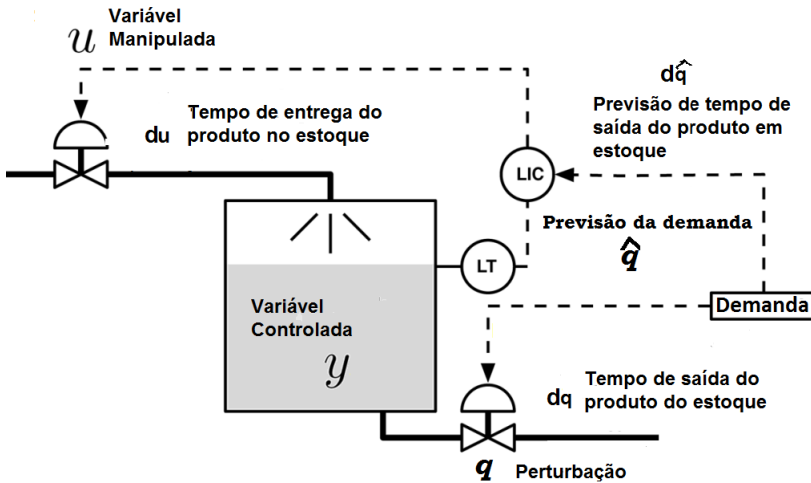 u
Variável
Manipulada
du
Tempo de entrega do
produto no estoque
dq̂
Previsão de tempo de
saída do produto em
estoque
LIC
Previsão da demanda
q̂
LT
Demanda
Variável
Controlada
y
dq
Tempo de saída do
produto do estoque
q
Perturbação